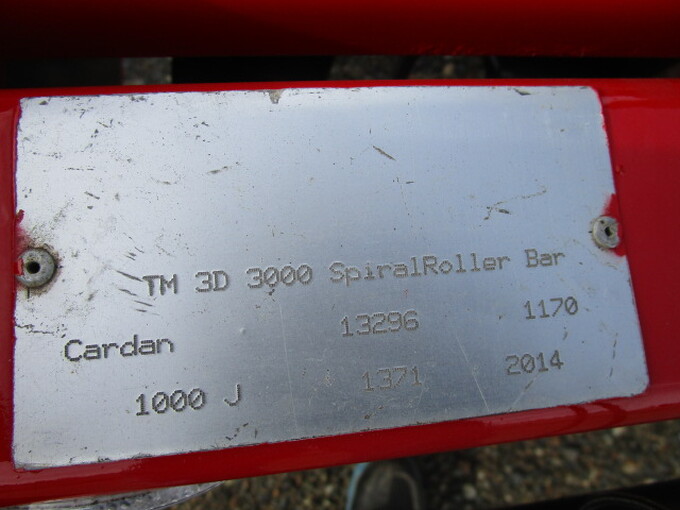 TM 3D 3000 SpiralRoller Bar
Cardan 13296 1170
1000 J 1371 2014